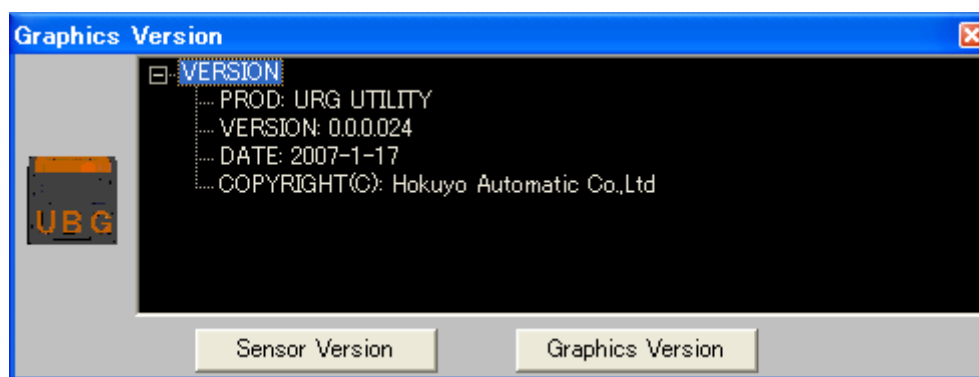 Graphics Version
VERSION
PROD: URG UTILITY
VERSION: 0.0.0.024
DATE: 2007-1-17
COPYRIGHT(C): Hokuyo Automatic Co.,Ltd
UBG
Sensor Version
Graphics Version